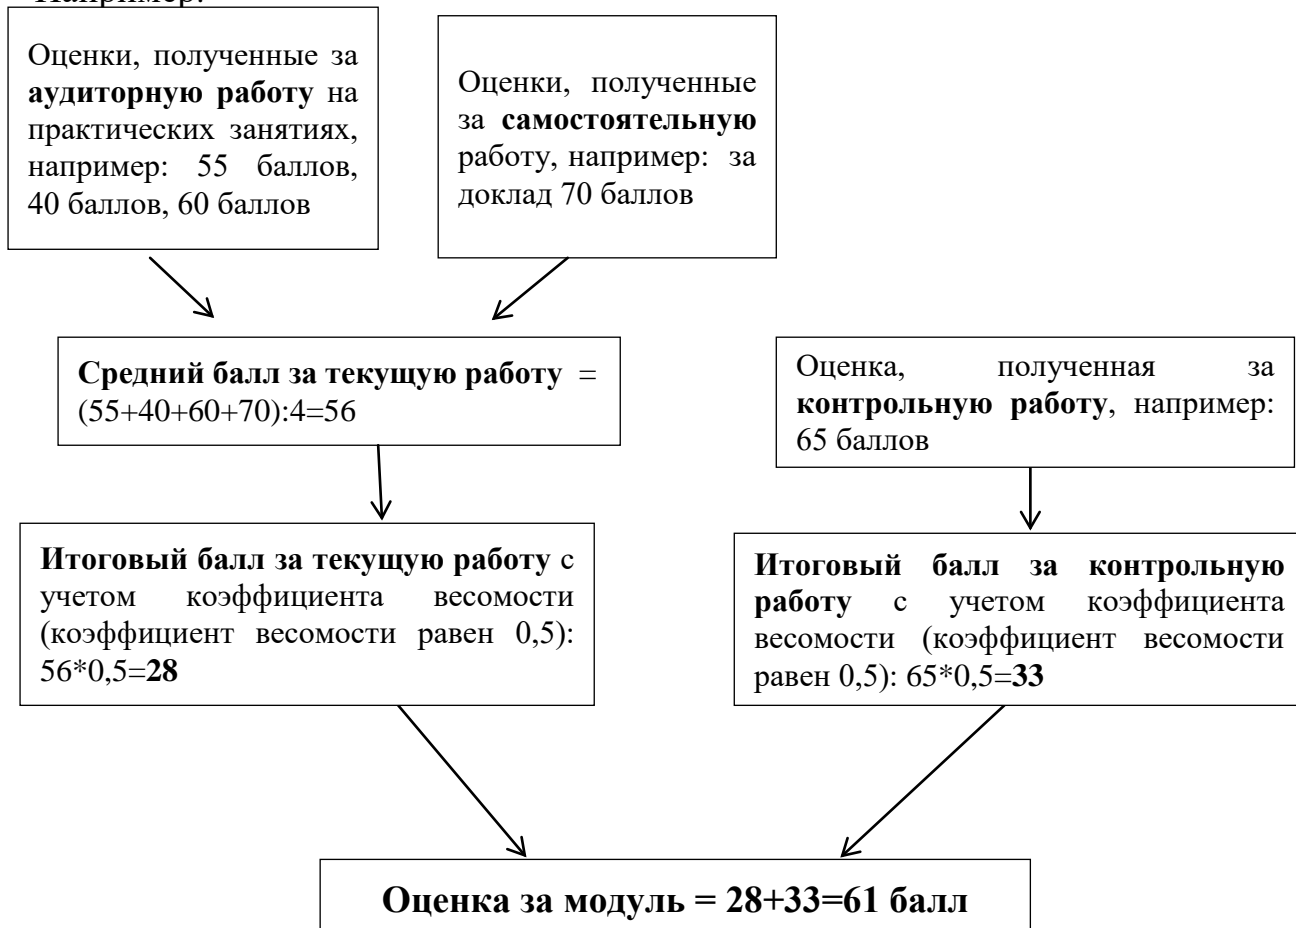 Например:
Оценки, полученные за
аудиторную работу на
практических занятиях,
например: 55 баллов,
40 баллов, 60 баллов
Оценки, полученные
за самостоятельную
работу, например: за
доклад 70 баллов
Средний балл за текущую работу =
(55+40+60+70):4=56
Оценка, полученная за
контрольную работу, например:
65 баллов
Итоговый балл за текущую работу с
учетом коэффициента весомости
(коэффициент весомости равен 0,5):
56*0,5=28
Итоговый балл за контрольную
работу с учетом коэффициента
весомости (коэффициент весомости
равен 0,5): 65*0,5=33
Оценка за модуль = 28+33=61 балл